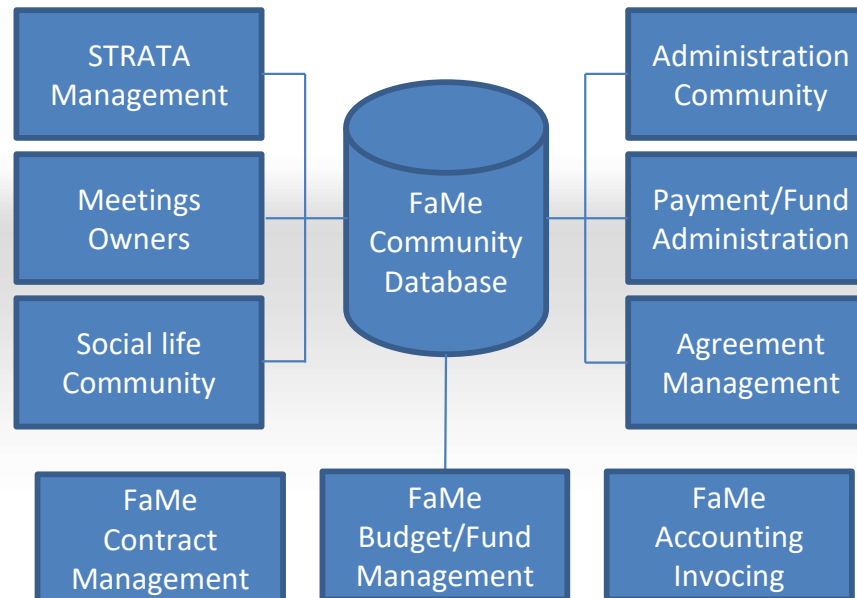 STRATA
Management
Meetings
Owners
Social life
Community
FaMe
Community
Database
Administration
Community
Payment/Fund
Administration
Agreement
Management
FaMe
Contract
Management
FaMe
Budget/Fund
Management
FaMe
Accounting
Invocing